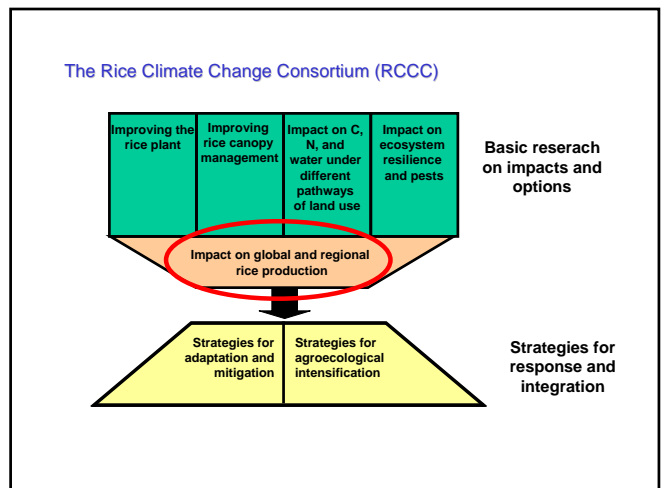 The Rice Climate Change Consortium (RCCC)
Improving the
rice plant
Improving
rice canopy
management
Impact on C,
N, and
water under
different
pathways
of land use
Impact on
ecosystem
resilience
and pests
Basic reserach
on impacts and
options
Impact on global and regional
rice production
Strategies for
adaptation and
mitigation
Strategies for
agroecological
intensification
Strategies for
response and
integration